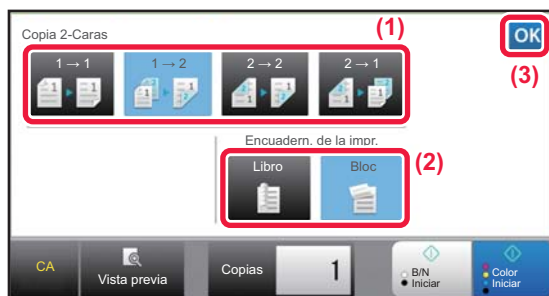 Copia 2-Caras
(1)
OK
1 → 1
1 → 2
2 → 2
2 → 1
(3)
Encuadern. de la impr.
Libro
Bloc
(2)
CA
Vista previa
Copias
1
B/N
Iniciar
Color
Iniciar